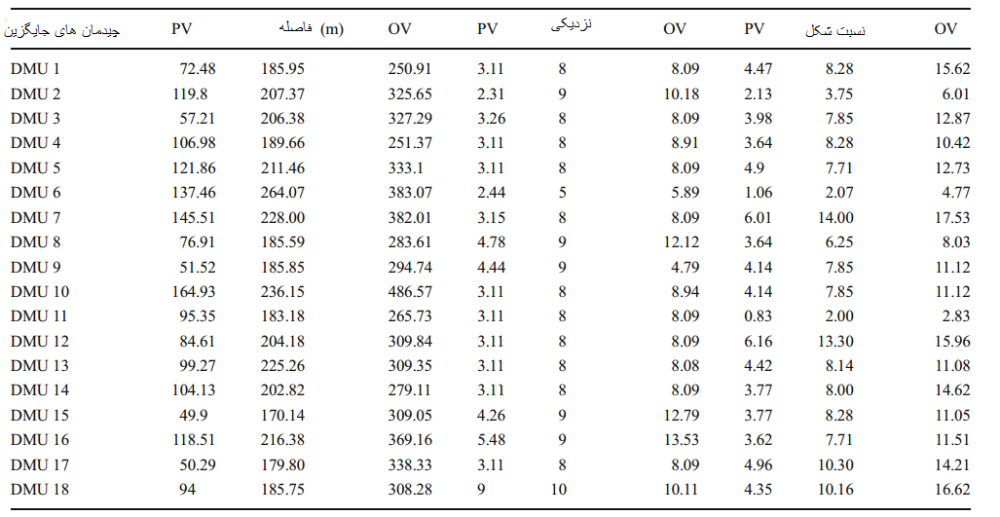 چیدمان های جایگزین PV فاصله (m) OV PV نزدیکی OV PV نسبت شکل OV
DMU 1 72.48 185.95 250.91 3.11 8 8.09 4.47 8.28 15.62
DMU 2 119.8 207.37 325.65 2.31 9 10.18 2.13 3.75 6.01
DMU 3 57.21 206.38 327.29 3.26 8 8.09 3.98 7.85 12.87
DMU 4 106.98 189.66 251.37 3.11 8 8.91 3.64 8.28 10.42
DMU 5 121.86 211.46 333.1 3.11 8 8.09 4.9 7.71 12.73
DMU 6 137.46 264.07 383.07 2.44 5 5.89 1.06 2.07 4.77
DMU 7 145.51 228.00 382.01 3.15 8 8.09 6.01 14.00 17.53
DMU 8 76.91 185.59 283.61 4.78 9 12.12 3.64 6.25 8.03
DMU 9 51.52 185.85 294.74 4.44 9 4.79 4.14 7.85 11.12
DMU 10 164.93 236.15 486.57 3.11 8 8.94 4.14 7.85 11.12
DMU 11 95.35 183.18 265.73 3.11 8 8.09 0.83 2.00 2.83
DMU 12 84.61 204.18 309.84 3.11 8 8.09 6.16 13.30 15.96
DMU 13 99.27 225.26 309.35 3.11 8 8.08 4.42 8.14 11.08
DMU 14 104.13 202.82 279.11 3.11 8 8.09 3.77 8.00 14.62
DMU 15 49.9 170.14 309.05 4.26 9 12.79 3.77 8.28 11.05
DMU 16 118.51 216.38 369.16 5.48 9 13.53 3.62 7.71 11.51
DMU 17 50.29 179.80 338.33 3.11 8 8.09 4.96 10.30 14.21
DMU 18 94 185.75 308.28 9 10 10.11 4.35 10.16 16.62